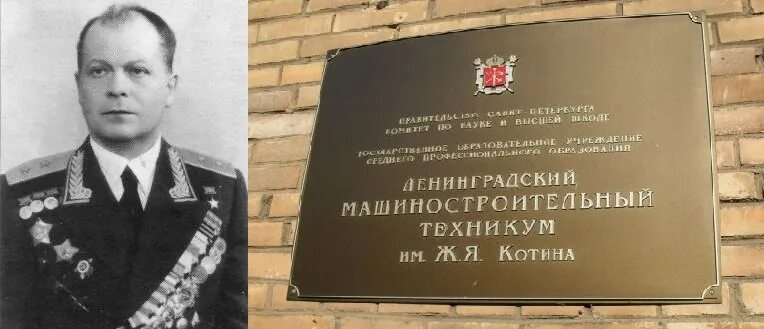 ПРАВИТЕЛЬСТВО САНКТ-ПЕТЕРБУРГА
КОМИТЕТ ПО НАУКЕ И ВЫСШЕЙ ШКОЛЕ
ГОСУДАРСТВЕННОЕ ОБРАЗОВАТЕЛЬНОЕ УЧРЕЖДЕНИЕ
СРЕДНЕГО ПРОФЕССИОНАЛЬНОГО ОБРАЗОВАНИЯ
ЛЕНИНГРАДСКИЙ
МАШИНОСТРОИТЕЛЬНЫЙ
ТЕХНИКУМ
ИМ. Ж.Я. КОТИНА